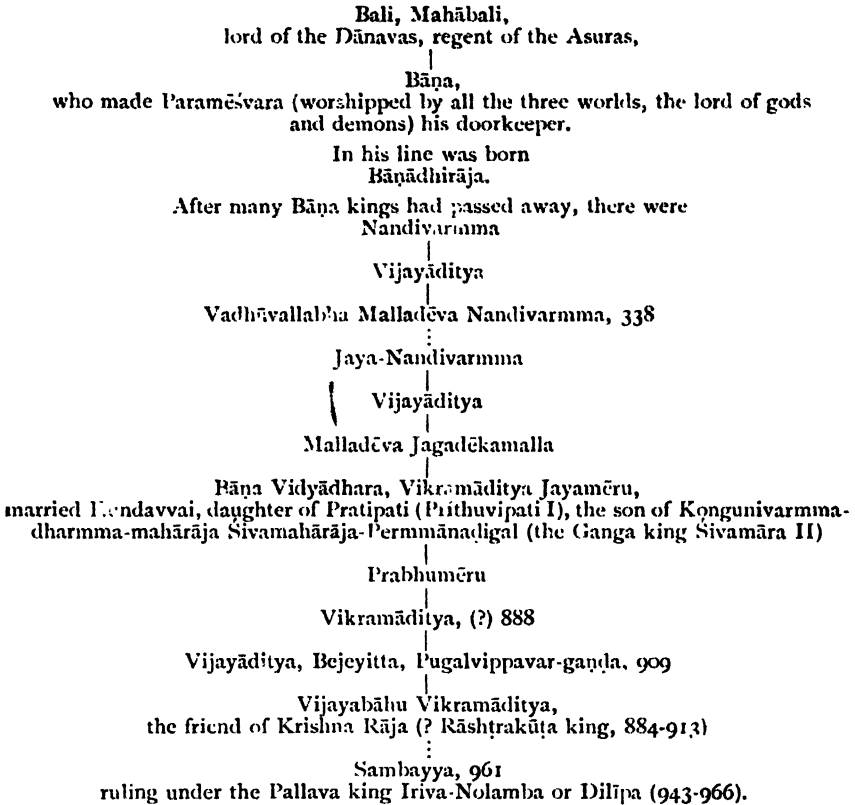 Bali, Mahābali,
lord of the Dānavas, regent of the Asuras,
Bāṇa,
who made Paramēśvara (worshipped by all the three worlds, the lord of gods
and demons) his doorkeeper.
In his line was born
Bāṇādhirāja.
After many Bāṇa kings had passed away, there were
Nandivarmma
Vijayāditya
Vadhūvallabha Malladēva Nandivarmma, 338
Jaya-Nandivarmma
Vijayāditya
Malladēva Jagadēkamalla
Bāṇa Vidyādhara, Vikramāditya Jayamēru,
married Kundavvai, daughter of Pratipati (Prithuvipati I), the son of Koṇgunivarmma-
dharmma-mahārāja Śivamahārāja-Permmānaḍigal (the Ganga king Śivamāra II)
Prabhumēru
Vikramāditya, (?) 888
Vijayāditya, Bejeyitta, Pugalvippavar-gaṇḍa, 909
Vijayabāhu Vikramāditya,
the friend of Krishna Rāja (? Rāshṭrakūṭa king, 884-913)
Sambayya, 961
ruling under the Pallava king Iriva-Nolamba or Dilīpa (943-966).